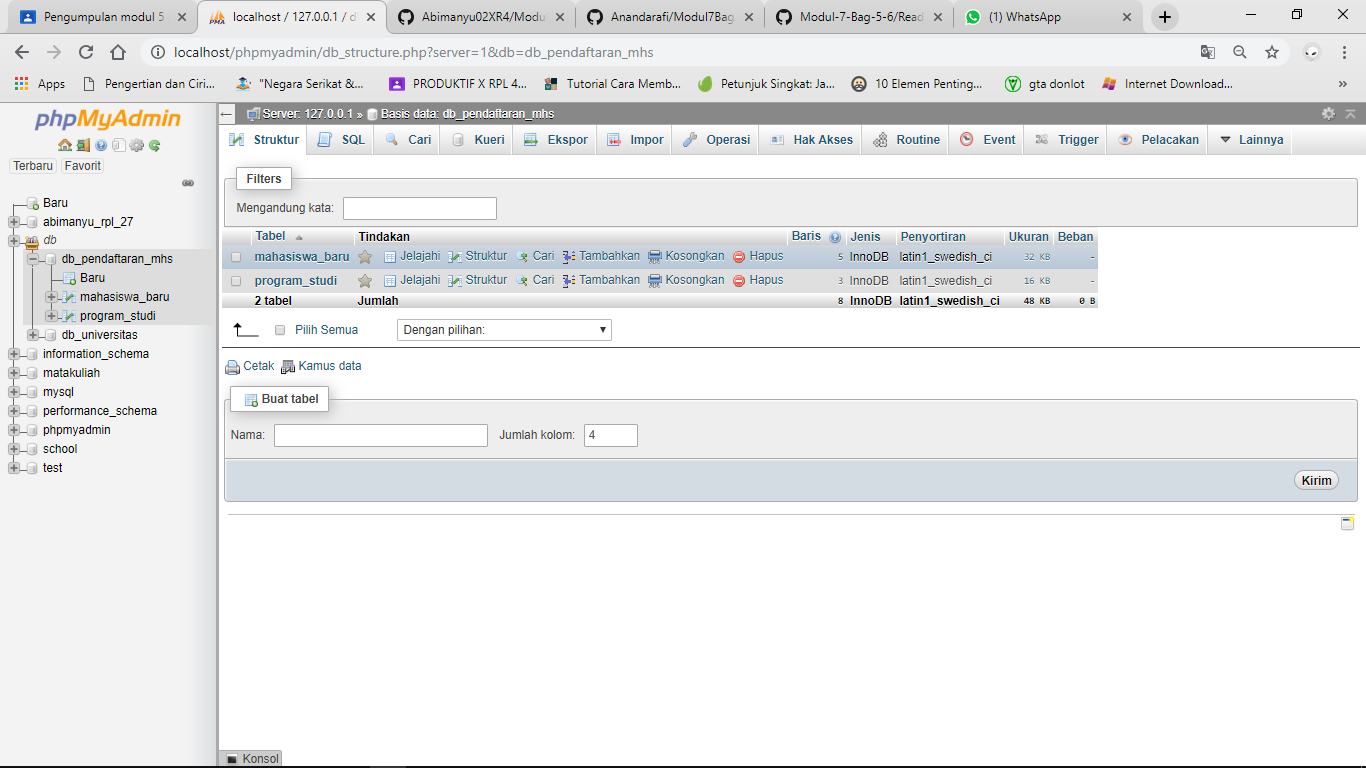 Pengumpulan modul 5
localhost / 127.0.0.1 / d
Abimanyu02XR4/Modu
Anandarafi/Modul7Bag
Modul-7-Bag-5-6/Read
(1) WhatsApp
localhost/phpmyadmin/db_structure.php?server=1&db=db_pendaftaran_mhs
Apps
Pengertian dan Ciri...
"Negara Serikat &...
PRODUKTIF X RPL 4...
Tutorial Cara Memb...
Petunjuk Singkat: Ja...
10 Elemen Penting...
gta donlot
Internet Download...
»
phpMyAdmin
Terbaru Favorit
Baru
abimanyu_rpl_27
db
db_pendaftaran_mhs
Baru
mahasiswa_baru
program_studi
db_universitas
information_schema
matakuliah
mysql
performance_schema
phpmyadmin
school
test
Server: 127.0.0.1 » Basis data: db_pendaftaran_mhs
Struktur SQL Cari Kueri Ekspor Impor Operasi Hak Akses Routine Event Trigger Pelacakan Lainnya
Filters
Mengandung kata:
Tabel Tindakan Baris Jenis Penyortiran Ukuran Beban
mahasiswa_baru Jelajahi Struktur Cari Tambahkan Kosongkan Hapus 5 InnoDB latin1_swedish_ci 32 KB -
program_studi Jelajahi Struktur Cari Tambahkan Kosongkan Hapus 3 InnoDB latin1_swedish_ci 16 KB -
2 tabel Jumlah 8 InnoDB latin1_swedish_ci 48 KB 0 B
Pilih Semua Dengan pilihan:
Cetak Kamus data
Buat tabel
Nama: Jumlah kolom: 4
Kirim
Konsol